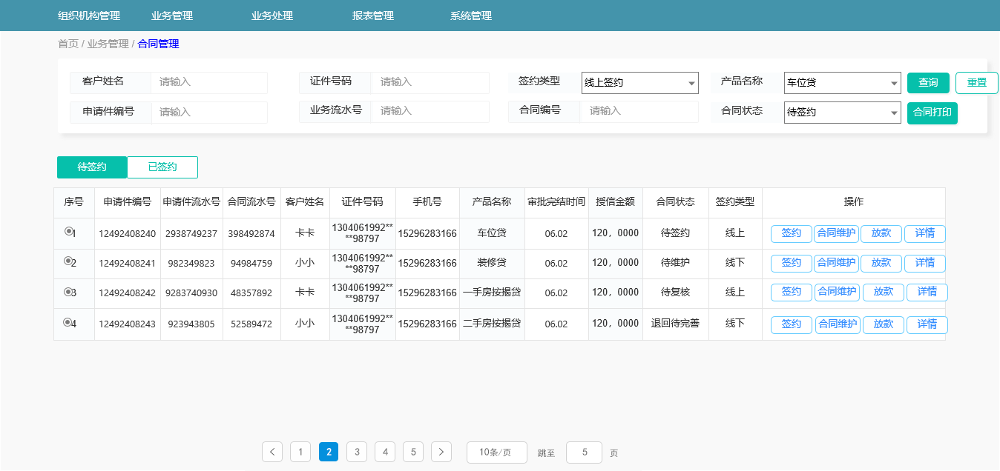 组织机构管理 业务管理 业务处理 报表管理 系统管理
首页 / 业务管理 / 合同管理
客户姓名 请输入 证件号码 请输入 签约类型 线上签约 产品名称 车位贷 查询 重置
申请件编号 请输入 业务流水号 请输入 合同编号 请输入 合同状态 待签约 合同打印
待签约 已签约
序号 申请件编号 申请件流水号 合同流水号 客户姓名 证件号码 手机号 产品名称 审批完结时间 授信金额 合同状态 签约类型 操作
1 12492408240 2938749237 398492874 卡卡 1304061992** **98797 15296283166 车位贷 06.02 120，0000 待签约 线上 签约 合同维护 放款 详情
2 12492408241 982349823 94984759 小小 1304061992** **98797 15296283166 装修贷 06.02 120，0000 待维护 线下 签约 合同维护 放款 详情
3 12492408242 9283740930 48357892 卡卡 1304061992** **98797 15296283166 一手房按揭贷 06.02 120，0000 待复核 线上 签约 合同维护 放款 详情
4 12492408243 923943805 52589472 小小 1304061992** **98797 15296283166 二手房按揭贷 06.02 120，0000 退回待完善 线下 签约 合同维护 放款 详情
< 1 2 3 4 5 > 10条/页 跳至 5 页